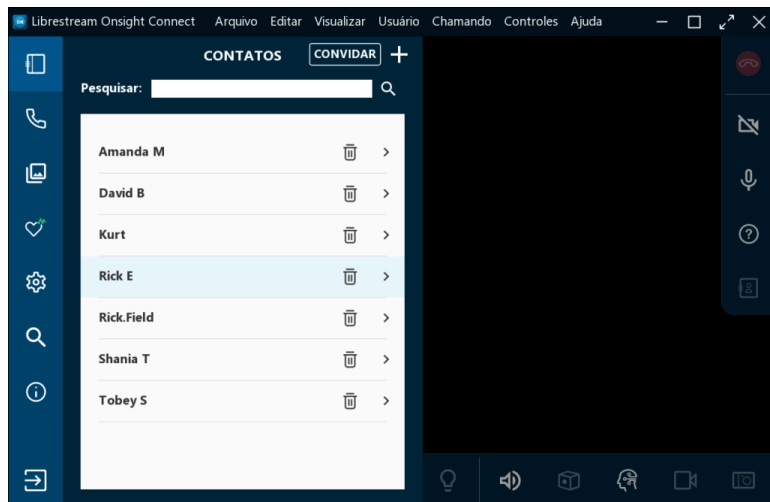 Librestream Onsight Connect Arquivo Editar Visualizar Usuário Chamando Controles Ajuda
CONTATOS CONVIDAR
Pesquisar:
Amanda M
David B
Kurt
Rick E
Rick.Field
Shania T
Tobey S